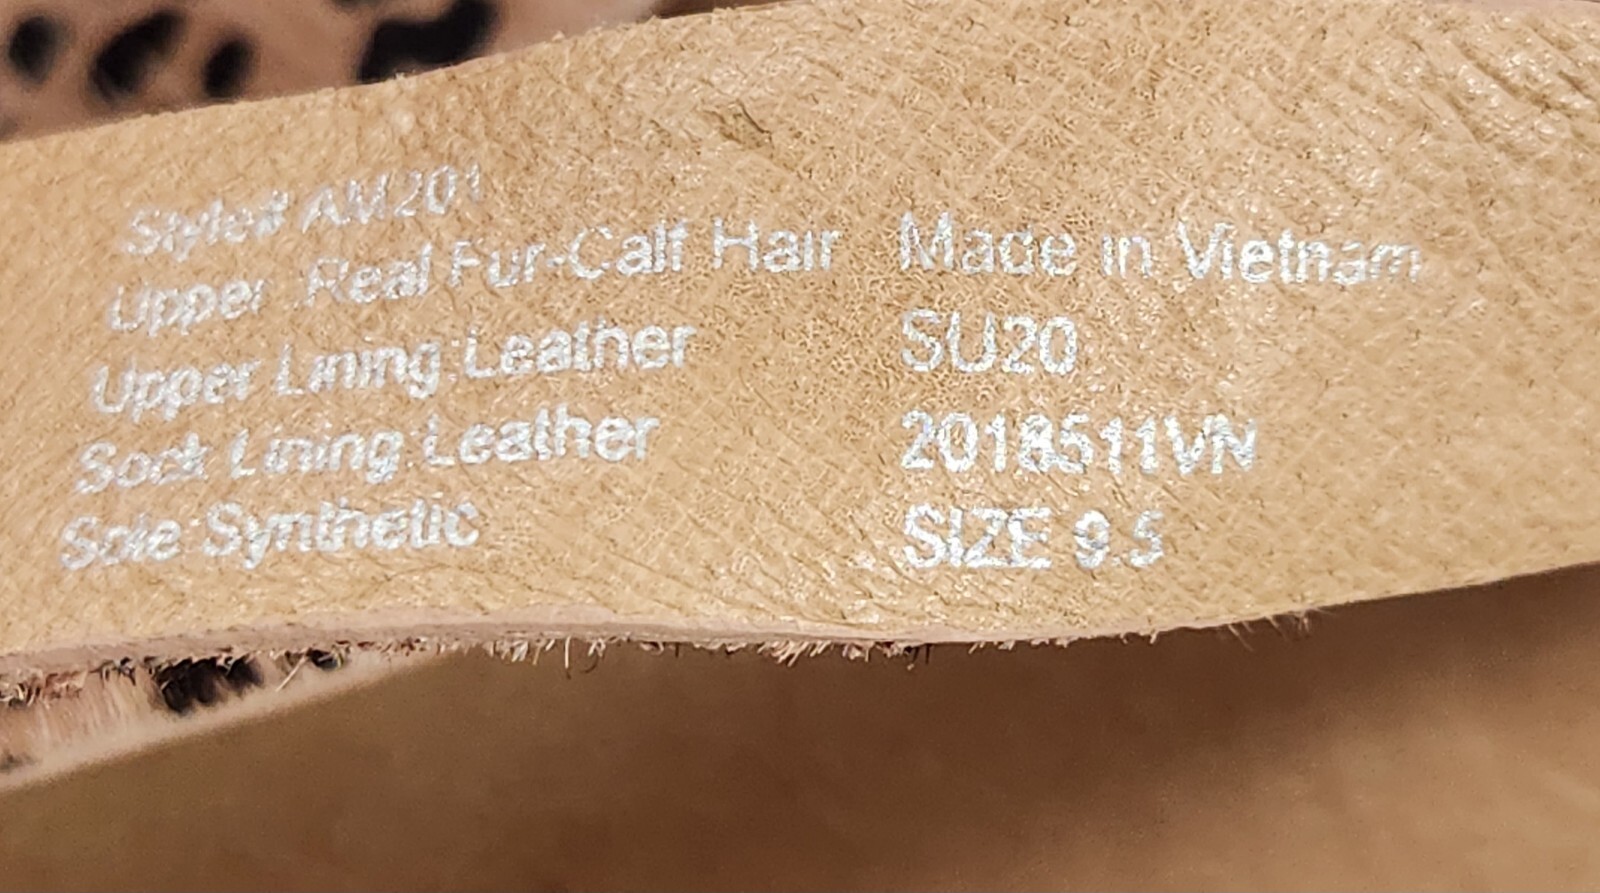 Style# AM201
Upper: Real Fur-Calf Hair
Upper Lining:Leather
Sock Lining:Leather
Sole:Synthetic
Made in Vietnam
SU20
2018511VN
SIZE 9.5